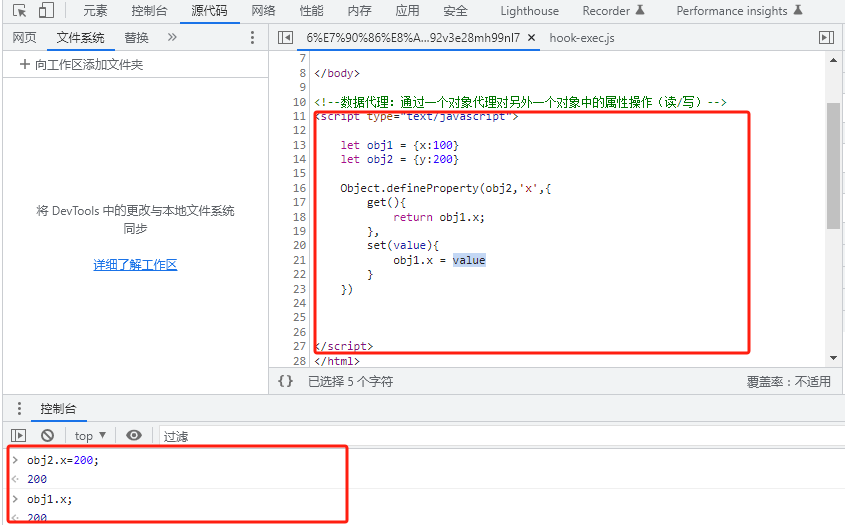 元素 控制台 源代码 网络 性能 内存 应用 安全 Lighthouse Recorder Performance insights
网页 文件系统 替换 »
6%E7%90%86%E8%A...92v3e28mh99nl7 × hook-exec.js
+ 向工作区添加文件夹
将 DevTools 中的更改与本地文件系统
同步
详细了解工作区
7
8 </body>
9
10 <!--数据代理：通过一个对象代理对另外一个对象中的属性操作（读/写）-->
11 <script type="text/javascript">
12
13 let obj1 = {x:100}
14 let obj2 = {y:200}
15
16 Object.defineProperty(obj2,'x',{
17 get(){
18 return obj1.x;
19 },
20 set(value){
21 obj1.x = value
22 }
23 })
24
25
26
27 </script>
28 </html>
{} 已选择 5 个字符 覆盖率：不适用
控制台
top ▼ 过滤
> obj2.x=200;
<· 200
> obj1.x;
<· 200